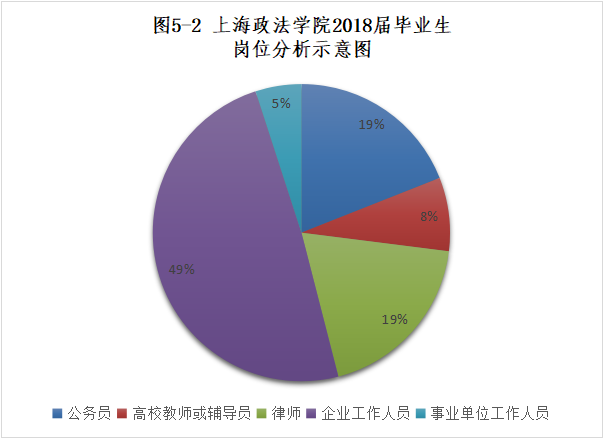 图5-2 上海政法学院2018届毕业生
岗位分析示意图
5%
19%
8%
49%
19%
公务员 高校教师或辅导员 律师 企业工作人员 事业单位工作人员